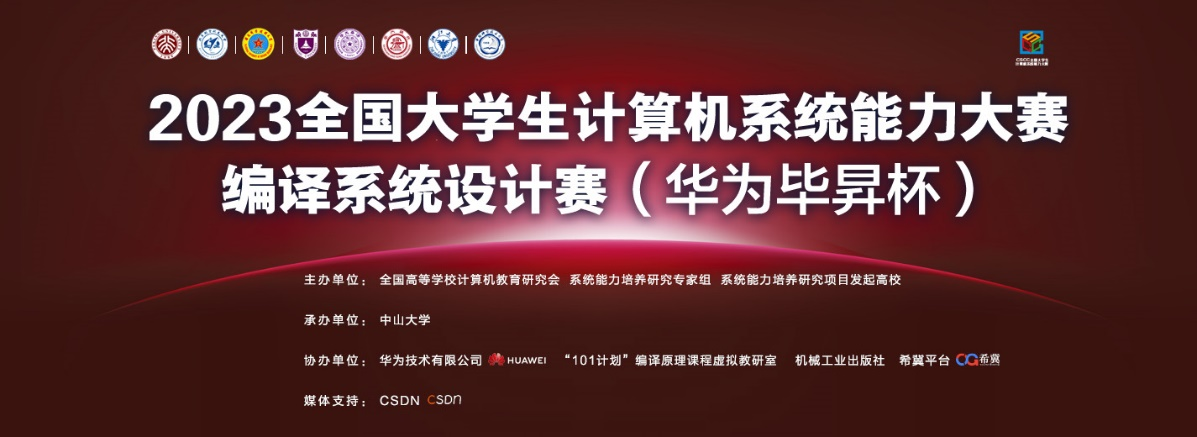 2023全国大学生计算机系统能力大赛
编译系统设计赛（华为毕昇杯）
主办单位： 全国高等学校计算机教育研究会 系统能力培养研究专家组 系统能力培养研究项目发起高校
承办单位： 中山大学
协办单位： 华为技术有限公司 HUAWEI “101计划”编译原理课程虚拟教研室 机械工业出版社 希冀平台 CG希冀
媒体支持： CSDN CSDN